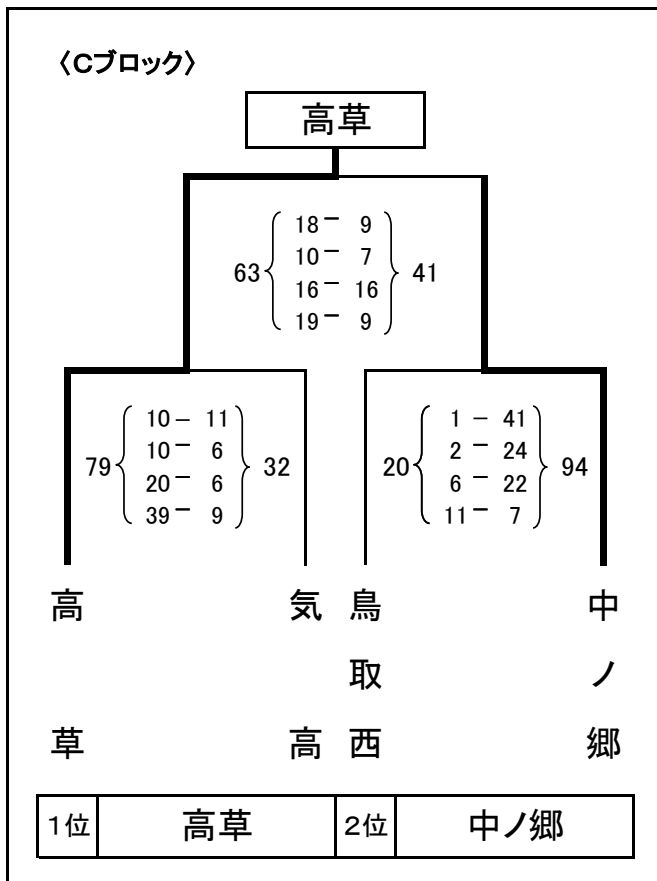 〈Cブロック〉
高草
18－ 9
10－ 7
63 41
16－ 16
19－ 9
10－ 11
10－ 6
79 32
20－ 6
39－ 9
1－ 41
2－ 24
20 94
6－ 22
11－ 7
高草
気高
鳥取西
中ノ郷
1位 高草 2位 中ノ郷